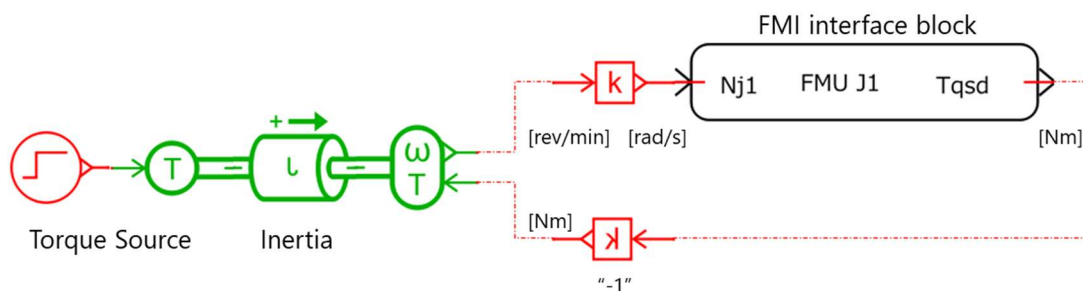 FMI interface block
k
Nj1 FMU J1 Tqsd
[rev/min] [rad/s] [Nm]
+
T
ω
T
[Nm]
k
Torque Source Inertia
“-1”